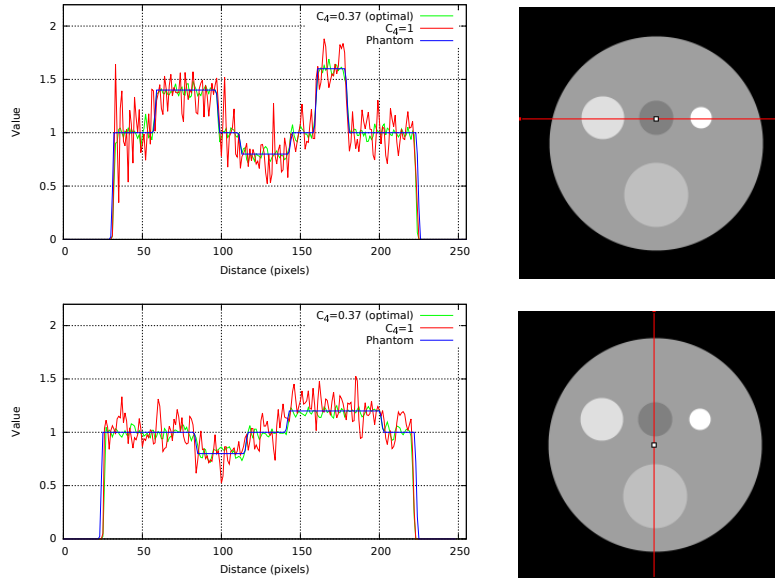 C₄=0.37 (optimal)
C₄=1
Phantom
2
1.5
1
0.5
0
Value
0 50 100 150 200 250
Distance (pixels)
C₄=0.37 (optimal)
C₄=1
Phantom
2
1.5
1
0.5
0
Value
0 50 100 150 200 250
Distance (pixels)